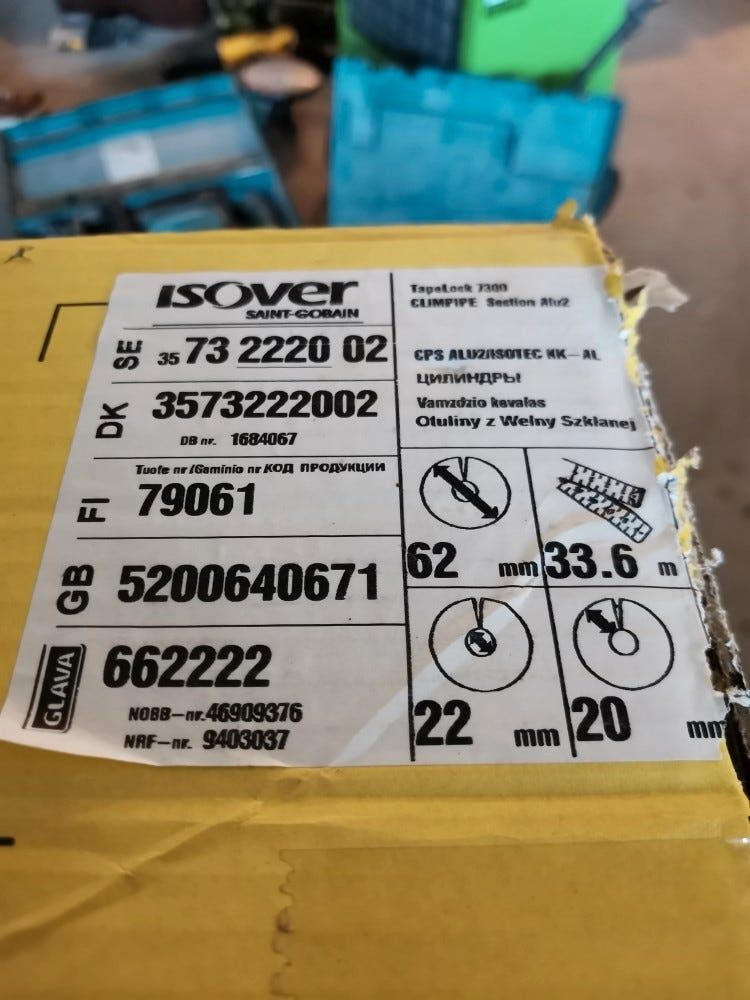 ISOVER
SAINT-GOBAIN
SE 35 73 2220 02
DK 3573222002
DB nr. 1684067
Tuote nr /Gaminio nr /КОД ПРОДУКЦИИ
FI 79061
GB 5200640671
GLAVA 662222
NOBB-nr. 46909376
NRF-nr. 9403037
TapeLock 7300
CLIMPIPE Section Alu2
CPS ALU2/ISOTEC KK-AL
ЦИЛИНДРЫ
Vamzdzio kevalas
Otuliny z Welny Szklanej
62 mm
33.6 m
22 mm
20 mm